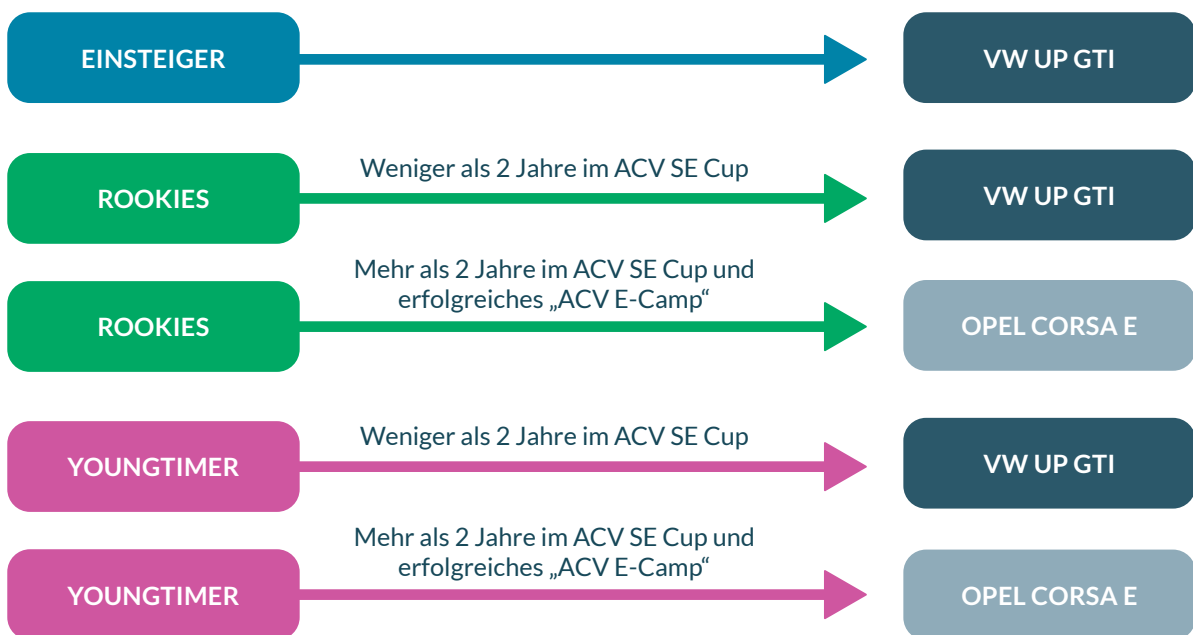 EINSTEIGER
VW UP GTI
ROOKIES
Weniger als 2 Jahre im ACV SE Cup
VW UP GTI
ROOKIES
Mehr als 2 Jahre im ACV SE Cup und
erfolgreiches „ACV E-Camp“
OPEL CORSA E
YOUNGTIMER
Weniger als 2 Jahre im ACV SE Cup
VW UP GTI
YOUNGTIMER
Mehr als 2 Jahre im ACV SE Cup und
erfolgreiches „ACV E-Camp“
OPEL CORSA E